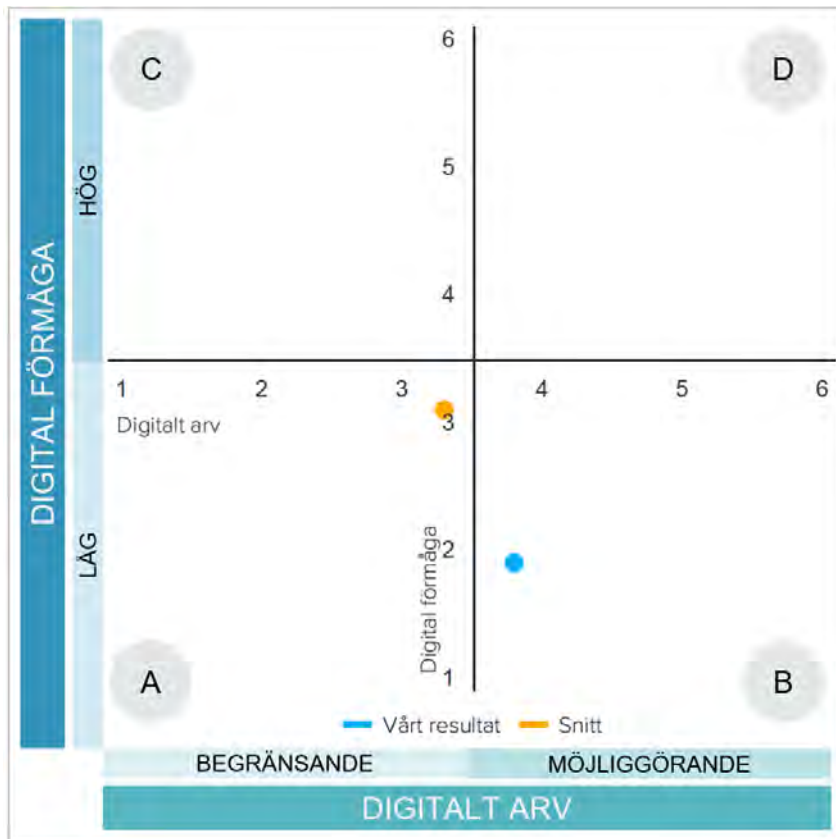 C
D
6
5
4
HÖG
DIGITAL FÖRMÅGA
1 2 3 4 5 6
Digitalt arv
3
2
1
Digital förmåga
LÅG
A
B
Vårt resultat Snitt
BEGRÄNSANDE MÖJLIGGÖRANDE
DIGITALT ARV